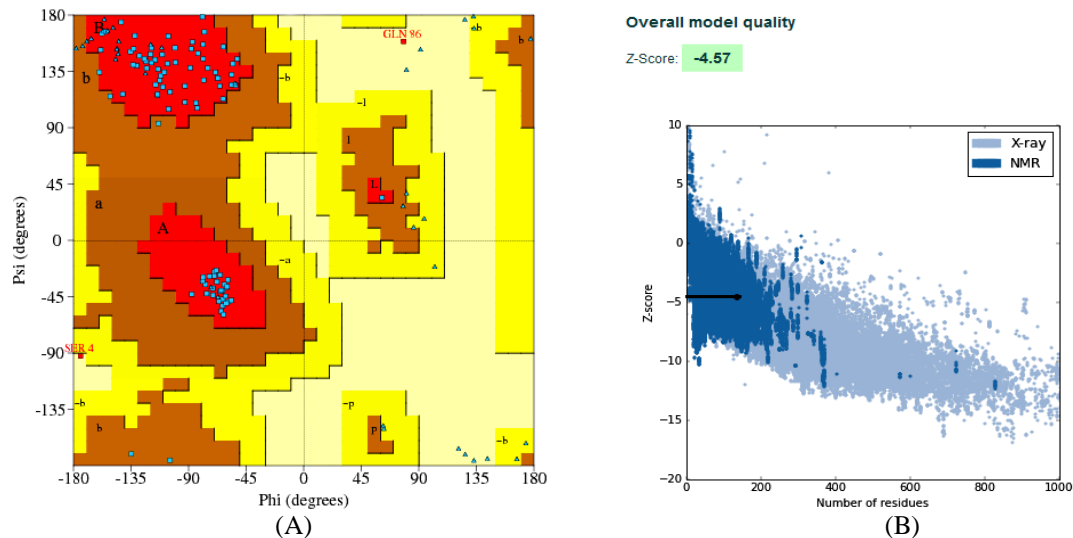 Overall model quality
Z-Score: -4.57
180
135
90
45
0
-45
-90
-135
-180
Psi (degrees)
-180 -135 -90 -45 0 45 90 135 180
Phi (degrees)
B
b
~b
GLN 86
~b
b
~l
l
L
a
A
~a
SER 4
~b
b
~p
p
~b
(A)
X-ray
NMR
10
5
0
−5
−10
−15
−20
Z-score
0 200 400 600 800 1000
Number of residues
(B)